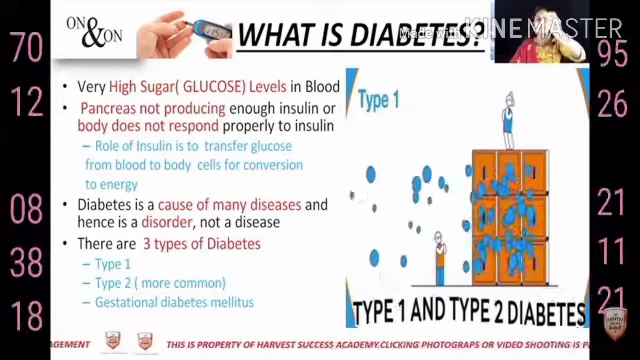 ON
&
ON
WHAT IS DIABETES?
Made with KINEMASTER
70
12
08
38
18
95
26
21
11
21
• Very High Sugar( GLUCOSE) Levels in Blood
• Pancreas not producing enough insulin or
body does not respond properly to insulin
– Role of Insulin is to transfer glucose
from blood to body cells for conversion
to energy
• Diabetes is a cause of many diseases and
hence is a disorder, not a disease
• There are 3 types of Diabetes
– Type 1
– Type 2 ( more common)
– Gestational diabetes mellitus
Type 1
TYPE 1 AND TYPE 2 DIABETES
AGEMENT
THIS IS PROPERTY OF HARVEST SUCCESS ACADEMY.CLICKING PHOTOGRAPS OR VIDEO SHOOTING IS